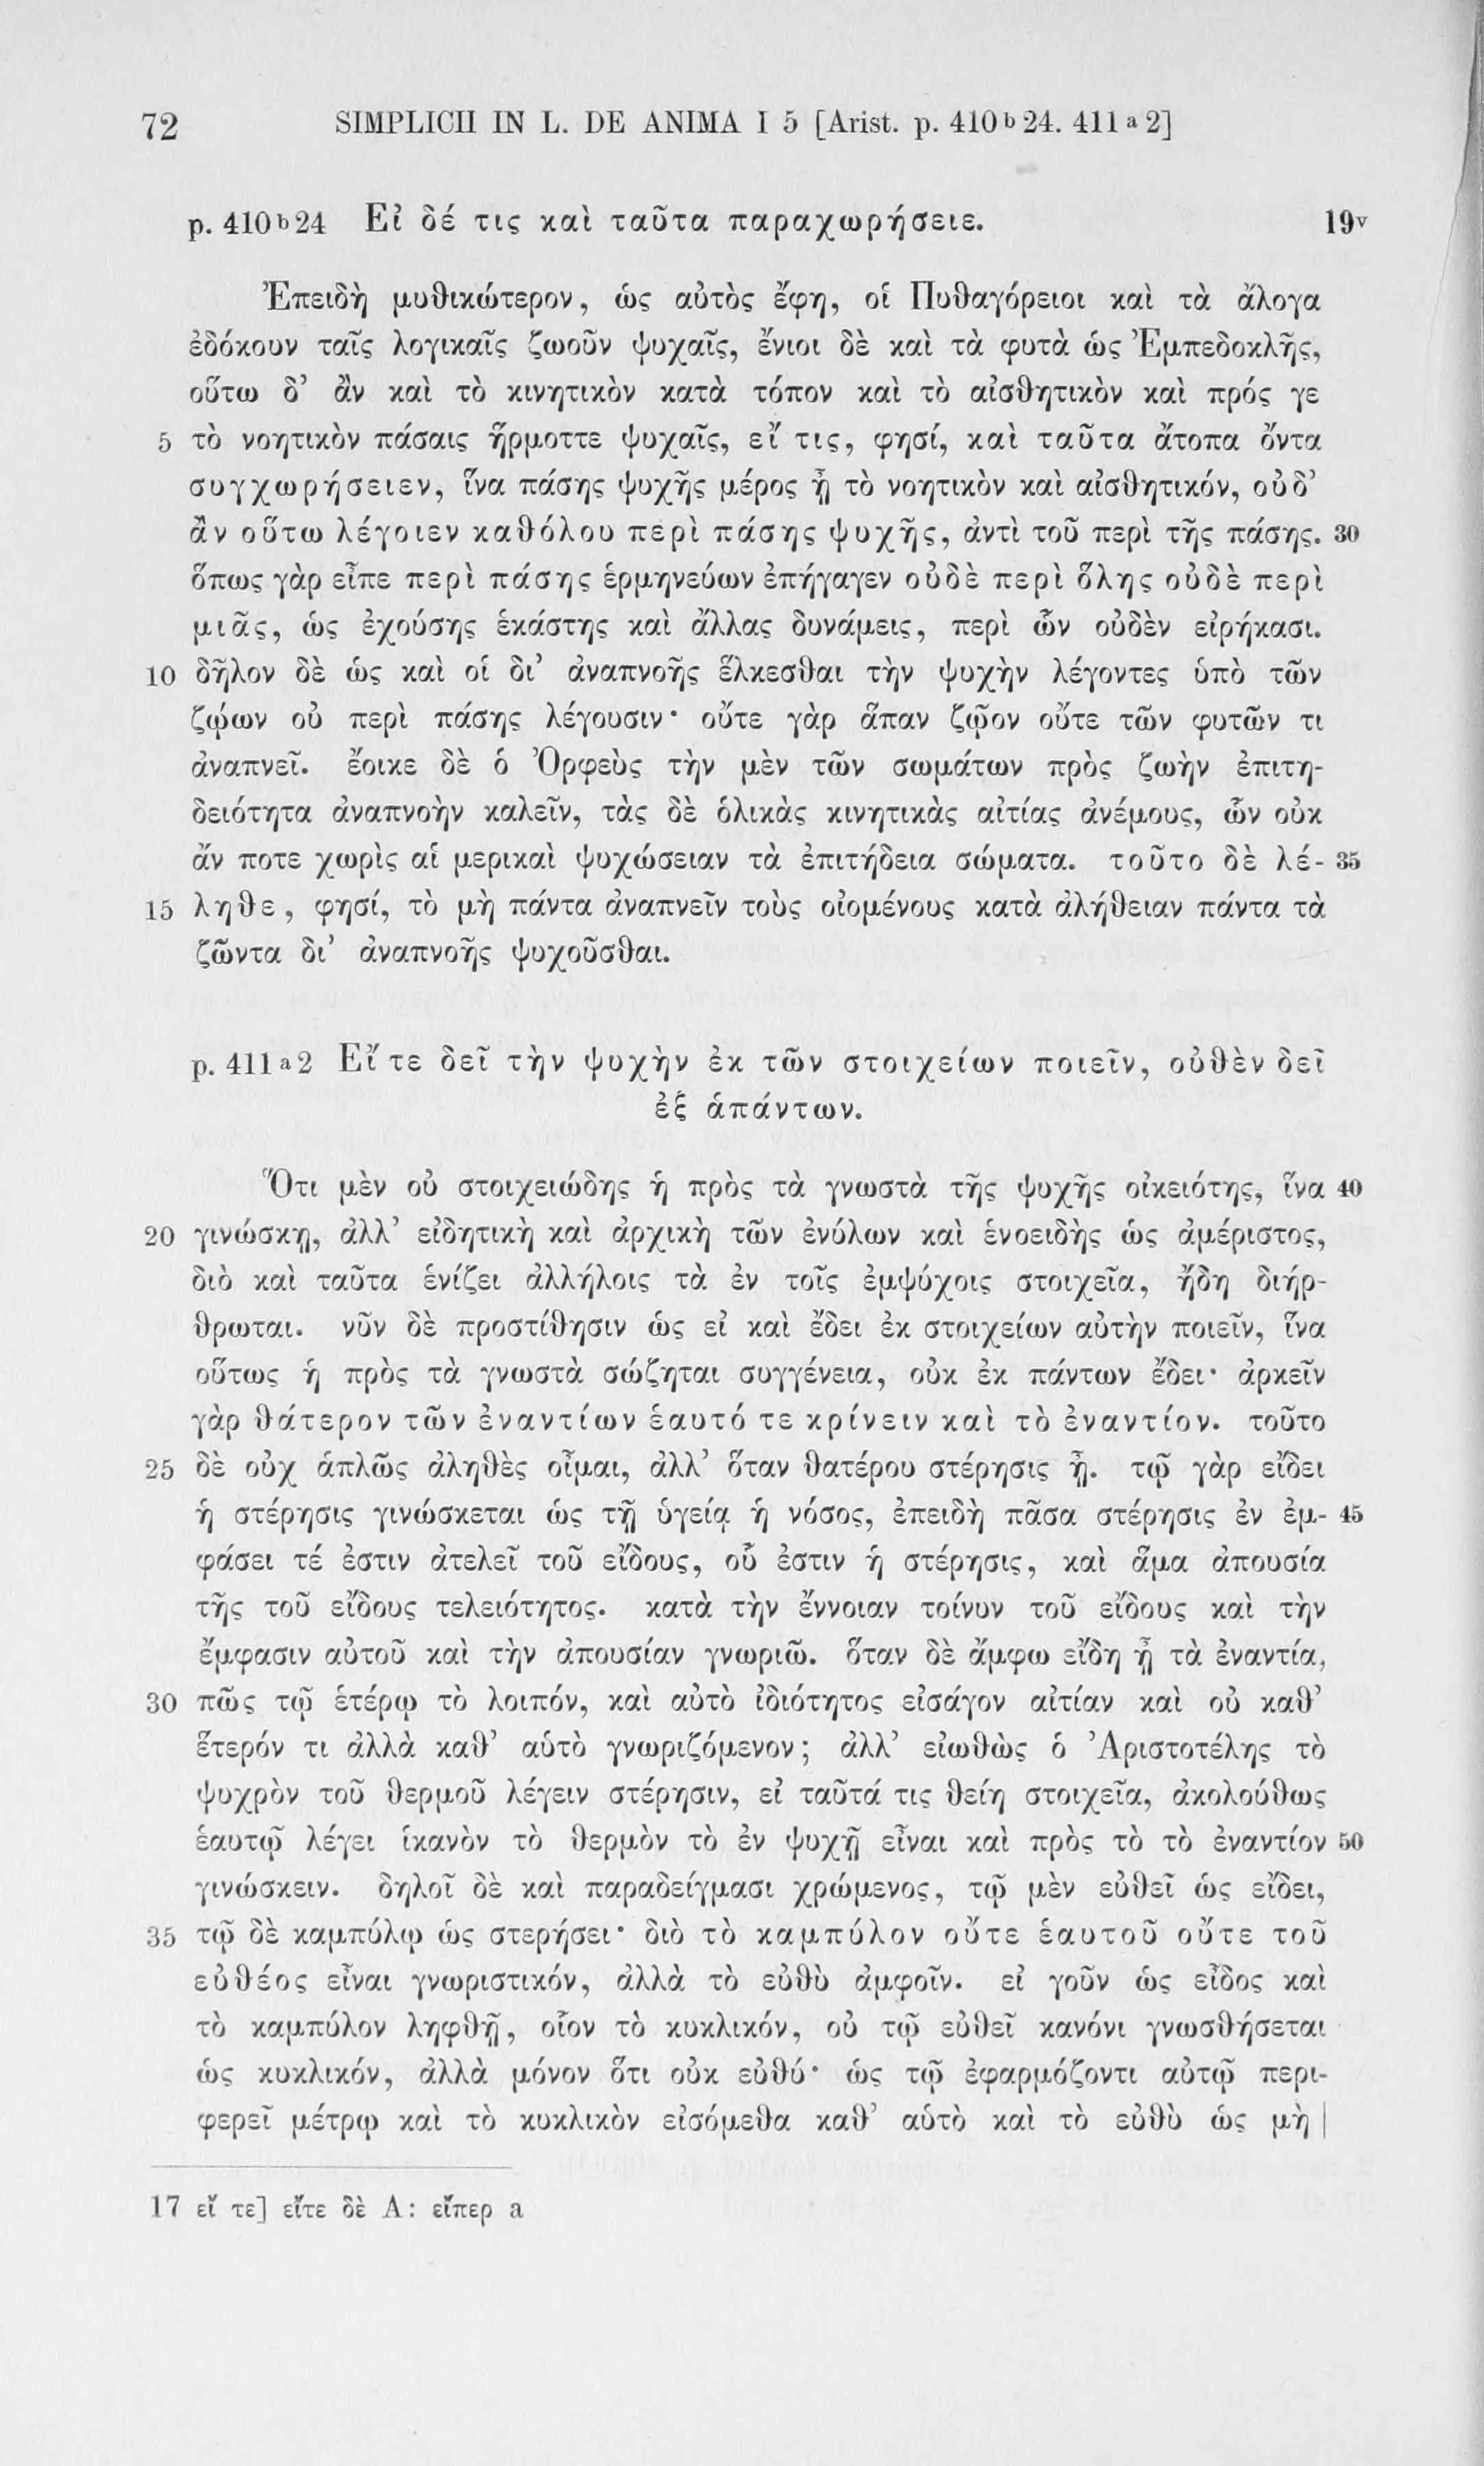 72 SIMPLICII IN L. DE ANIMA I 5 [Arist. p. 410 b 24. 411 a 2]
p. 410 b 24 Εἰ δέ τις καὶ ταῦτα παραχωρήσειε. 19v
Ἐπειδὴ μυθικώτερον, ὡς αὐτὸς ἔφη, οἱ Πυθαγόρειοι καὶ τὰ ἄλογα
ἐδόκουν ταῖς λογικαῖς ζωοῦν ψυχαῖς, ἔνιοι δὲ καὶ τὰ φυτὰ ὡς Ἐμπεδοκλῆς,
οὕτω δ’ ἂν καὶ τὸ κινητικὸν κατὰ τόπον καὶ τὸ αἰσθητικὸν καὶ πρός γε
5 τὸ νοητικὸν πάσαις ἥρμοττε ψυχαῖς, εἴ τις, φησί, καὶ ταῦτα ἄτοπα ὄντα
συγχωρήσειεν, ἵνα πάσης ψυχῆς μέρος ᾖ τὸ νοητικὸν καὶ αἰσθητικόν, οὐδ’
ἂν οὕτω λέγοιεν καθόλου περὶ πάσης ψυχῆς, ἀντὶ τοῦ περὶ τῆς πάσης. 30
ὅπως γὰρ εἶπε περὶ πάσης ἑρμηνεύων ἐπήγαγεν οὐδὲ περὶ ὅλης οὐδὲ περὶ
μιᾶς, ὡς ἐχούσης ἑκάστης καὶ ἄλλας δυνάμεις, περὶ ὧν οὐδὲν εἰρήκασι.
10 δῆλον δὲ ὡς καὶ οἱ δι’ ἀναπνοῆς ἕλκεσθαι τὴν ψυχὴν λέγοντες ὑπὸ τῶν
ζῴων οὐ περὶ πάσης λέγουσιν· οὔτε γὰρ ἅπαν ζῷον οὔτε τῶν φυτῶν τι
ἀναπνεῖ. ἔοικε δὲ ὁ Ὀρφεὺς τὴν μὲν τῶν σωμάτων πρὸς ζωὴν ἐπιτη-
δειότητα ἀναπνοὴν καλεῖν, τὰς δὲ ὁλικὰς κινητικὰς αἰτίας ἀνέμους, ὧν οὐκ
ἄν ποτε χωρὶς αἱ μερικαὶ ψυχώσειαν τὰ ἐπιτήδεια σώματα. τοῦτο δὲ λέ- 35
15 ληθε, φησί, τὸ μὴ πάντα ἀναπνεῖν τοὺς οἰομένους κατὰ ἀλήθειαν πάντα τὰ
ζῶντα δι’ ἀναπνοῆς ψυχοῦσθαι.
p. 411 a 2 Εἴ τε δεῖ τὴν ψυχὴν ἐκ τῶν στοιχείων ποιεῖν, οὐθὲν δεῖ
ἐξ ἁπάντων.
Ὅτι μὲν οὐ στοιχειώδης ἡ πρὸς τὰ γνωστὰ τῆς ψυχῆς οἰκειότης, ἵνα 40
20 γινώσκῃ, ἀλλ’ εἰδητικὴ καὶ ἀρχικὴ τῶν ἐνύλων καὶ ἑνοειδὴς ὡς ἀμέριστος,
διὸ καὶ ταῦτα ἑνίζει ἀλλήλοις τὰ ἐν τοῖς ἐμψύχοις στοιχεῖα, ἤδη διήρ-
θρωται. νῦν δὲ προστίθησιν ὡς εἰ καὶ ἔδει ἐκ στοιχείων αὐτὴν ποιεῖν, ἵνα
οὕτως ἡ πρὸς τὰ γνωστὰ σώζηται συγγένεια, οὐκ ἐκ πάντων ἔδει· ἀρκεῖν
γὰρ θάτερον τῶν ἐναντίων ἑαυτό τε κρίνειν καὶ τὸ ἐναντίον. τοῦτο
25 δὲ οὐχ ἁπλῶς ἀληθὲς οἶμαι, ἀλλ’ ὅταν θατέρου στέρησις ᾖ. τῷ γὰρ εἴδει
ἡ στέρησις γινώσκεται ὡς τῇ ὑγείᾳ ἡ νόσος, ἐπειδὴ πᾶσα στέρησις ἐν ἐμ- 45
φάσει τέ ἐστιν ἀτελεῖ τοῦ εἴδους, οὗ ἐστιν ἡ στέρησις, καὶ ἅμα ἀπουσία
τῆς τοῦ εἴδους τελειότητος. κατὰ τὴν ἔννοιαν τοίνυν τοῦ εἴδους καὶ τὴν
ἔμφασιν αὐτοῦ καὶ τὴν ἀπουσίαν γνωριῶ. ὅταν δὲ ἄμφω εἴδη ᾖ τὰ ἐναντία,
30 πῶς τῷ ἑτέρῳ τὸ λοιπόν, καὶ αὐτὸ ἰδιότητος εἰσάγον αἰτίαν καὶ οὐ καθ’
ἕτερόν τι ἀλλὰ καθ’ αὑτὸ γνωριζόμενον; ἀλλ’ εἰωθὼς ὁ Ἀριστοτέλης τὸ
ψυχρὸν τοῦ θερμοῦ λέγειν στέρησιν, εἰ ταῦτά τις θείη στοιχεῖα, ἀκολούθως
ἑαυτῷ λέγει ἱκανὸν τὸ θερμὸν τὸ ἐν ψυχῇ εἶναι καὶ πρὸς τὸ τὸ ἐναντίον 50
γινώσκειν. δηλοῖ δὲ καὶ παραδείγμασι χρώμενος, τῷ μὲν εὐθεῖ ὡς εἴδει,
35 τῷ δὲ καμπύλῳ ὡς στερήσει· διὸ τὸ καμπύλον οὔτε ἑαυτοῦ οὔτε τοῦ
εὐθέος εἶναι γνωριστικόν, ἀλλὰ τὸ εὐθὺ ἀμφοῖν. εἰ γοῦν ὡς εἶδος καὶ
τὸ καμπύλον ληφθῇ, οἷον τὸ κυκλικόν, οὐ τῷ εὐθεῖ κανόνι γνωσθήσεται
ὡς κυκλικόν, ἀλλὰ μόνον ὅτι οὐκ εὐθύ· ὡς τῷ ἐφαρμόζοντι αὐτῷ περι-
φερεῖ μέτρῳ καὶ τὸ κυκλικὸν εἰσόμεθα καθ’ αὑτὸ καὶ τὸ εὐθὺ ὡς μὴ |
17 εἴ τε] εἴτε δὲ A: εἴπερ a